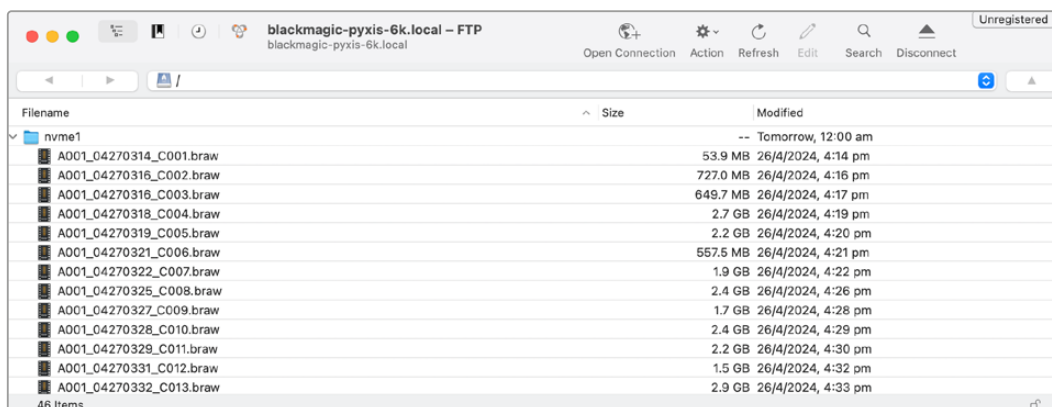 Unregistered
blackmagic-pyxis-6k.local – FTP
blackmagic-pyxis-6k.local
Open Connection Action Refresh Edit Search Disconnect
/
Filename Size Modified
nvme1 -- Tomorrow, 12:00 am
A001_04270314_C001.braw 53.9 MB 26/4/2024, 4:14 pm
A001_04270316_C002.braw 727.0 MB 26/4/2024, 4:16 pm
A001_04270316_C003.braw 649.7 MB 26/4/2024, 4:17 pm
A001_04270318_C004.braw 2.7 GB 26/4/2024, 4:19 pm
A001_04270319_C005.braw 2.2 GB 26/4/2024, 4:20 pm
A001_04270321_C006.braw 557.5 MB 26/4/2024, 4:21 pm
A001_04270322_C007.braw 1.9 GB 26/4/2024, 4:22 pm
A001_04270325_C008.braw 2.4 GB 26/4/2024, 4:26 pm
A001_04270327_C009.braw 1.7 GB 26/4/2024, 4:28 pm
A001_04270328_C010.braw 2.4 GB 26/4/2024, 4:29 pm
A001_04270329_C011.braw 2.2 GB 26/4/2024, 4:30 pm
A001_04270331_C012.braw 1.5 GB 26/4/2024, 4:32 pm
A001_04270332_C013.braw 2.9 GB 26/4/2024, 4:33 pm
46 Items